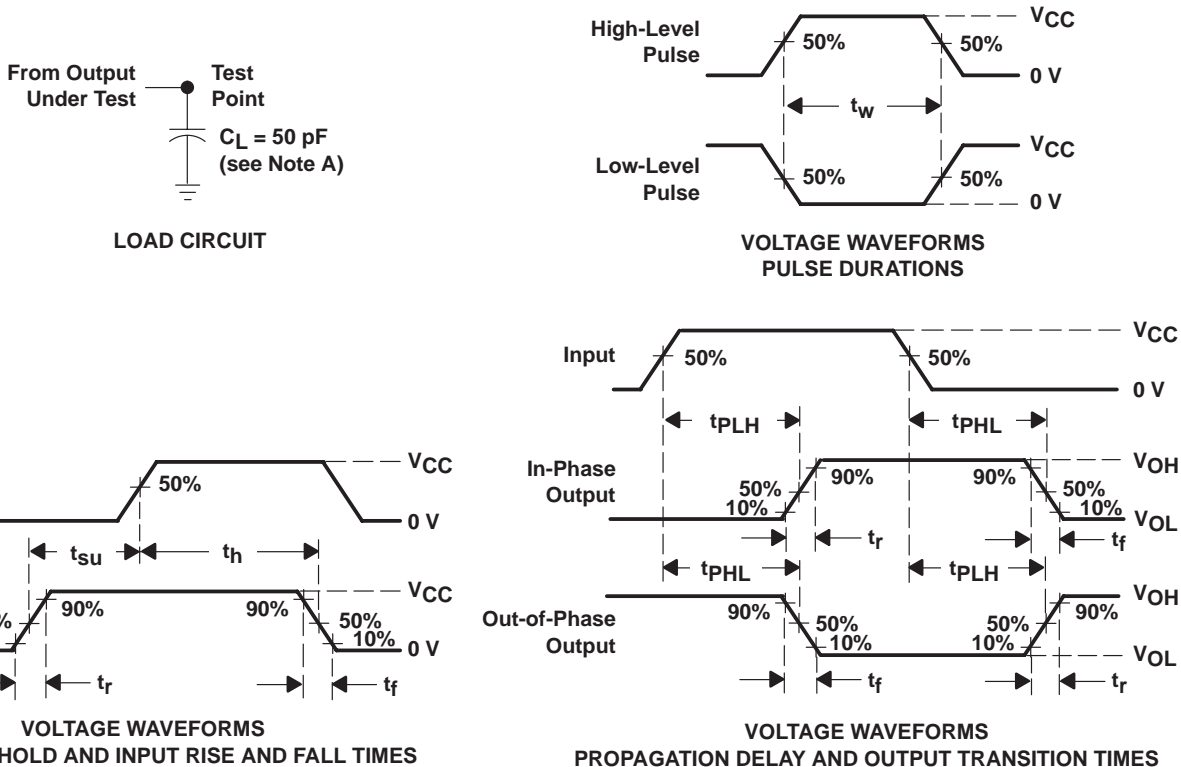 From Output
Under Test
Test
Point
CL = 50 pF
(see Note A)
LOAD CIRCUIT
High-Level
Pulse
50%
50%
VCC
0 V
tw
Low-Level
Pulse
50%
50%
VCC
0 V
VOLTAGE WAVEFORMS
PULSE DURATIONS
50%
VCC
0 V
tsu
th
90%
90%
50%
10%
VCC
0 V
tr
tf
VOLTAGE WAVEFORMS
HOLD AND INPUT RISE AND FALL TIMES
Input
50%
50%
VCC
0 V
tPLH
tPHL
In-Phase
Output
50%
10%
90%
90%
50%
10%
VOH
VOL
tr
tf
tPHL
tPLH
Out-of-Phase
Output
90%
50%
10%
50%
10%
90%
VOH
VOL
tf
tr
VOLTAGE WAVEFORMS
PROPAGATION DELAY AND OUTPUT TRANSITION TIMES